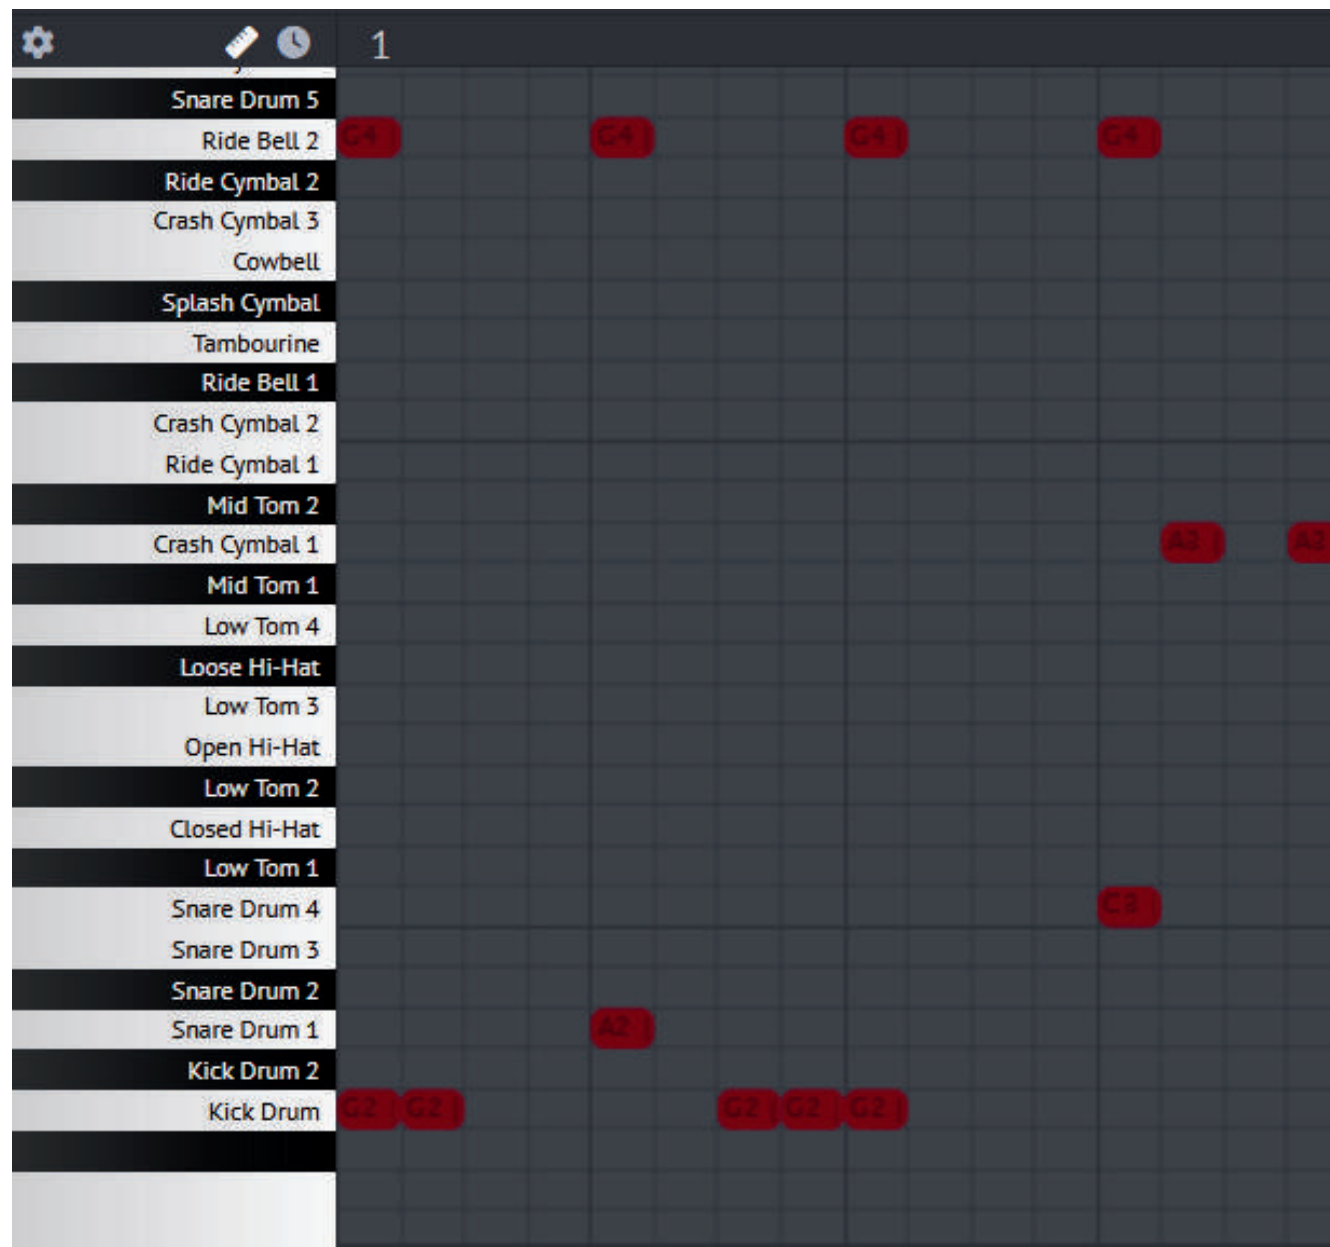 1
Snare Drum 5
Ride Bell 2 G4 G4 G4 G4
Ride Cymbal 2
Crash Cymbal 3
Cowbell
Splash Cymbal
Tambourine
Ride Bell 1
Crash Cymbal 2
Ride Cymbal 1
Mid Tom 2
Crash Cymbal 1 A3 A3
Mid Tom 1
Low Tom 4
Loose Hi-Hat
Low Tom 3
Open Hi-Hat
Low Tom 2
Closed Hi-Hat
Low Tom 1
Snare Drum 4 C3
Snare Drum 3
Snare Drum 2
Snare Drum 1 A2
Kick Drum 2
Kick Drum G2 G2 G2 G2 G2